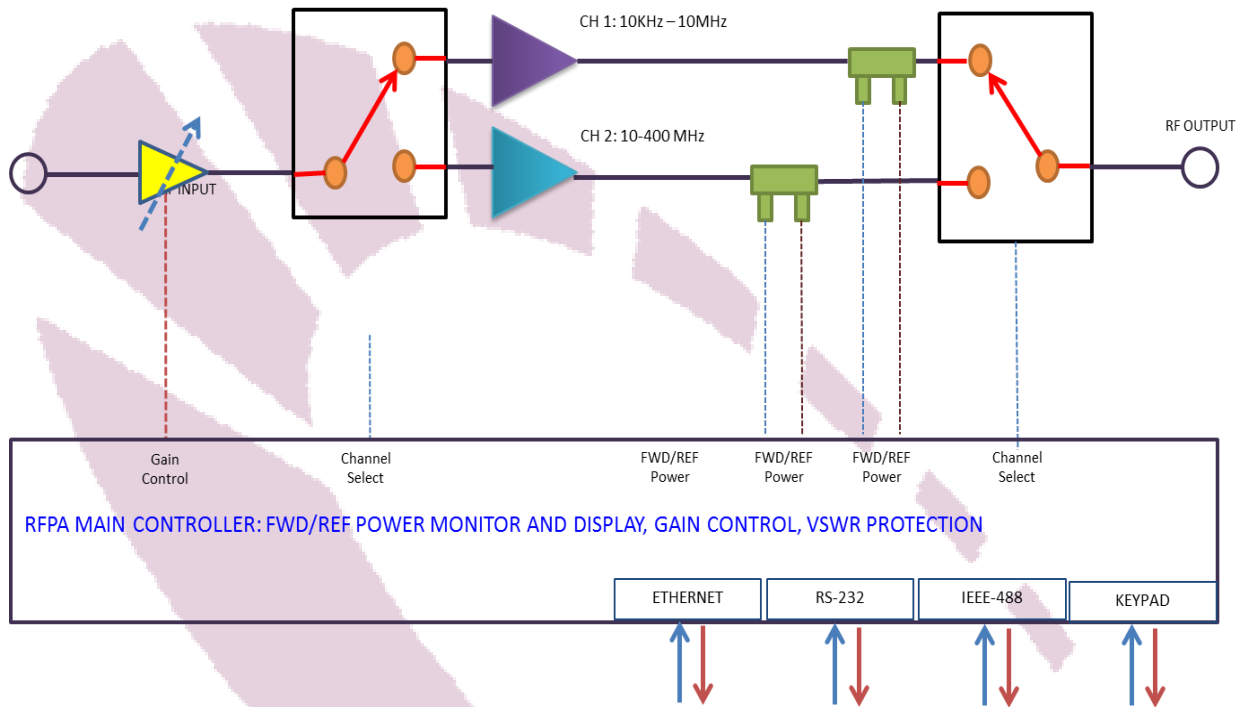 CH 1: 10KHz – 10MHz
CH 2: 10-400 MHz
RF OUTPUT
INPUT
Gain
Control
Channel
Select
FWD/REF
Power
FWD/REF
Power
FWD/REF
Power
Channel
Select
RFPA MAIN CONTROLLER: FWD/REF POWER MONITOR AND DISPLAY, GAIN CONTROL, VSWR PROTECTION
ETHERNET
RS-232
IEEE-488
KEYPAD